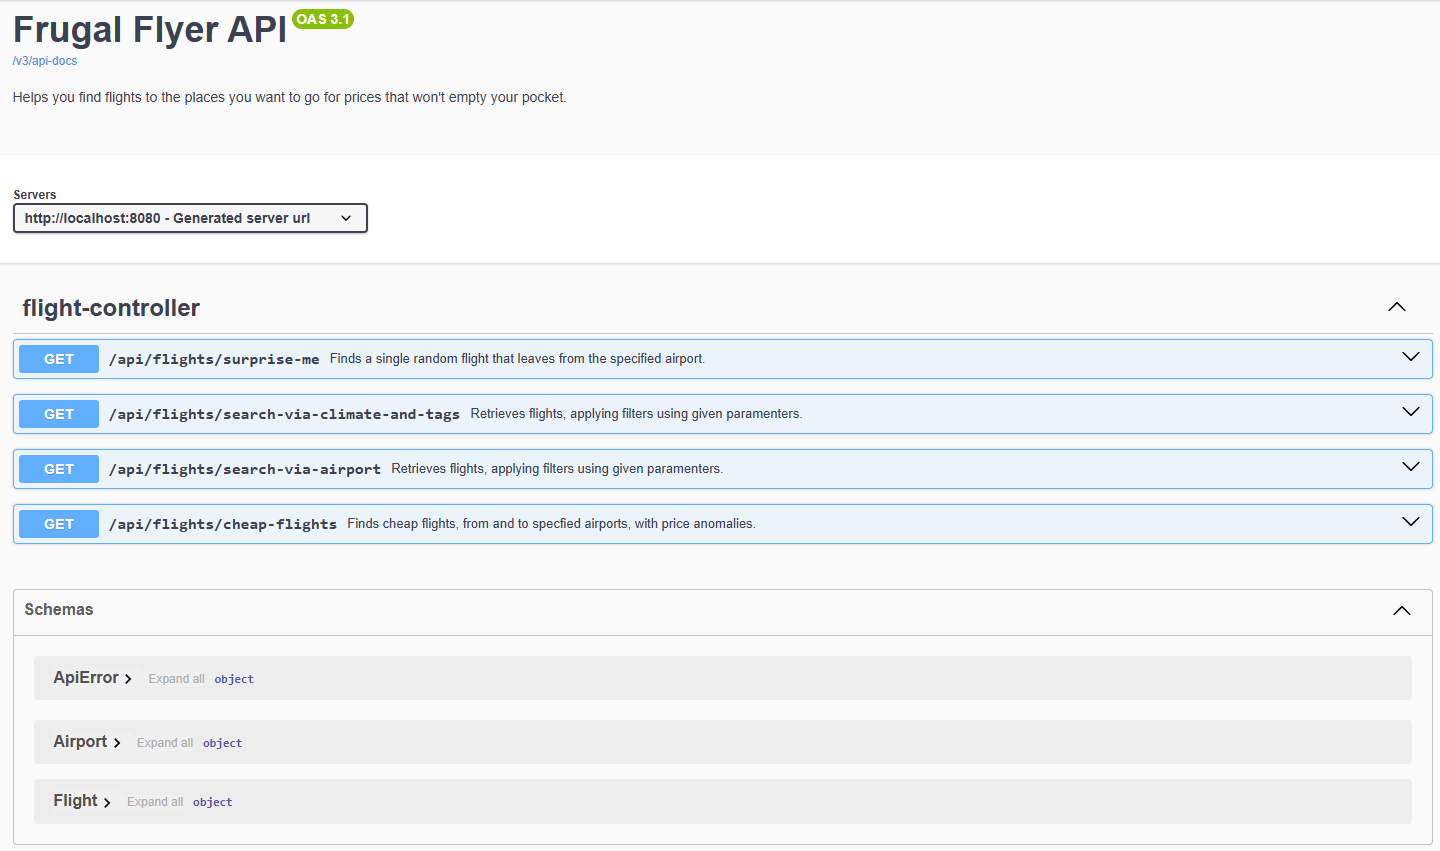 Frugal Flyer API OAS 3.1
/v3/api-docs
Helps you find flights to the places you want to go for prices that won't empty your pocket.
Servers
http://localhost:8080 - Generated server url
flight-controller
GET /api/flights/surprise-me Finds a single random flight that leaves from the specified airport.
GET /api/flights/search-via-climate-and-tags Retrieves flights, applying filters using given paramenters.
GET /api/flights/search-via-airport Retrieves flights, applying filters using given paramenters.
GET /api/flights/cheap-flights Finds cheap flights, from and to specfied airports, with price anomalies.
Schemas
ApiError Expand all object
Airport Expand all object
Flight Expand all object